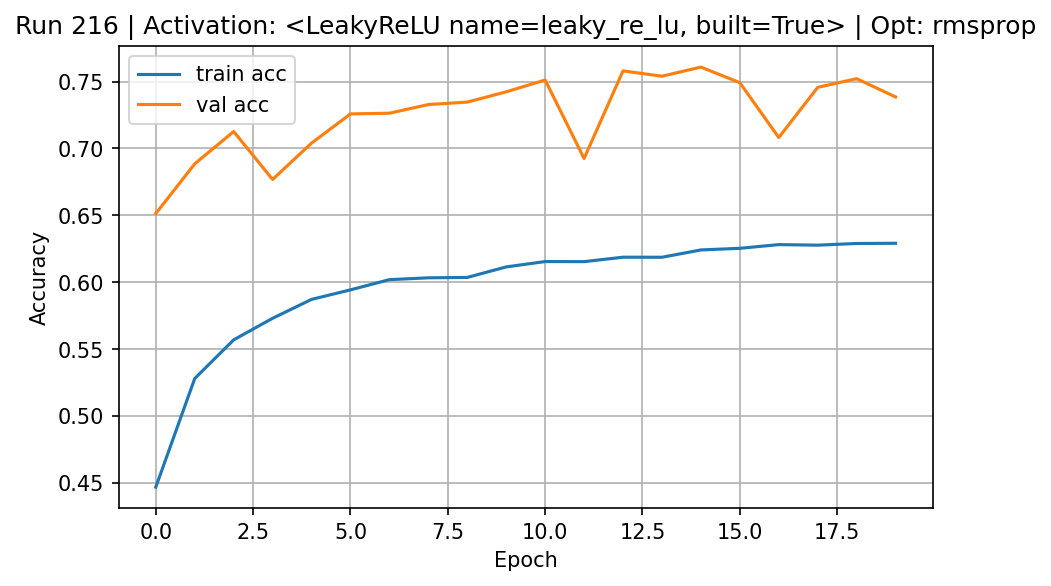 Run 216 | Activation: <LeakyReLU name=leaky_re_lu, built=True> | Opt: rmsprop
train acc
val acc
0.75
0.70
0.65
0.60
0.55
0.50
0.45
Accuracy
0.0 2.5 5.0 7.5 10.0 12.5 15.0 17.5
Epoch